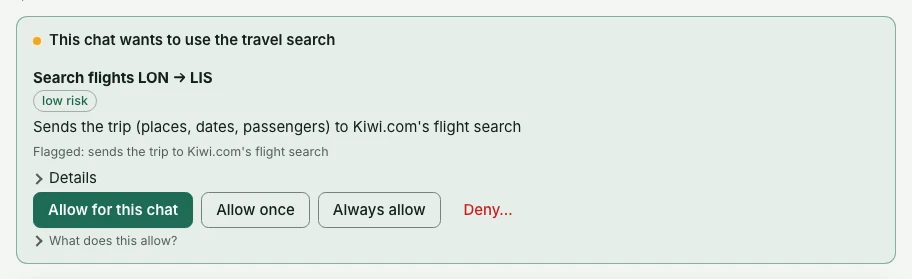 This chat wants to use the travel search
Search flights LON → LIS
low risk
Sends the trip (places, dates, passengers) to Kiwi.com's flight search
Flagged: sends the trip to Kiwi.com's flight search
Details
Allow for this chat
Allow once
Always allow
Deny...
What does this allow?